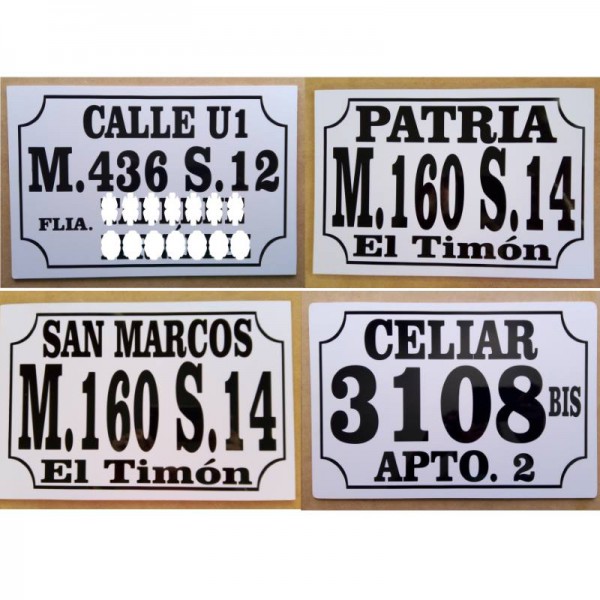 CALLE U1
M.436 S.12
FLIA.
PATRIA
M.160 S.14
El Timón
SAN MARCOS
M.160 S.14
El Timón
CELIAR
3108 BIS
APTO. 2